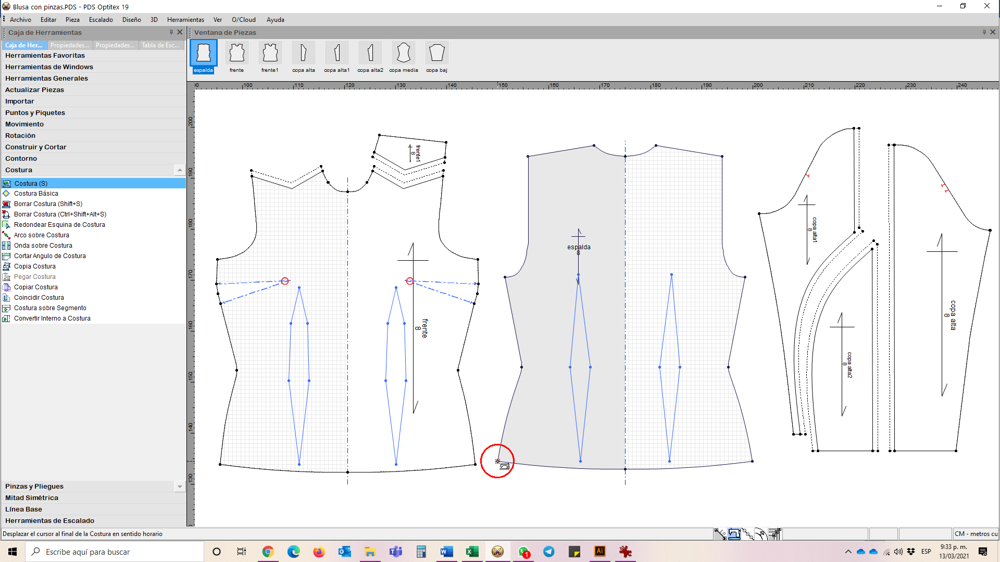 Blusa con pinzas.PDS - PDS Optitex 19
Archivo Editar Pieza Escalado Diseño 3D Herramientas Ver O/Cloud Ayuda
Caja de Herramientas
Ventana de Piezas
Caja de Her... Propiedades... Propiedades... Tabla de Esc...
Herramientas Favoritas
Herramientas de Windows
Herramientas Generales
Actualizar Piezas
Importar
Puntos y Piquetes
Movimiento
Rotación
Construir y Cortar
Contorno
Costura
Costura (S)
Costura Básica
Borrar Costura (Shift+S)
Borrar Costura (Ctrl+Shift+Alt+S)
Redondear Esquina de Costura
Arco sobre Costura
Onda sobre Costura
Cortar Angulo de Costura
Copia Costura
Pegar Costura
Copiar Costura
Coincidir Costura
Costura sobre Segmento
Convertir Interno a Costura
Pinzas y Pliegues
Mitad Simétrica
Línea Base
Herramientas de Escalado
espalda frente frente1 copa alta copa alta1 copa alta2 copa media copa baj
100 110 120 130 140 150 160 170 180 190 200 210 220 230 240
200
190
180
170
160
150
140
130
frente1
8
frente
8
espalda
8
copa alta1
8
copa alta2
8
copa alta
8
Desplazar el cursor al final de la Costura en sentido horario
CM - metros cu
Escribe aquí para buscar
1
ESP
9:33 p. m.
13/03/2021